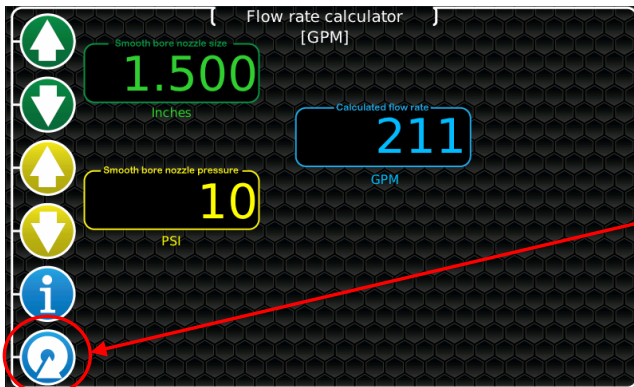 Flow rate calculator
[GPM]
Smooth bore nozzle size
1.500
Inches
Calculated flow rate
211
GPM
Smooth bore nozzle pressure
10
PSI
i